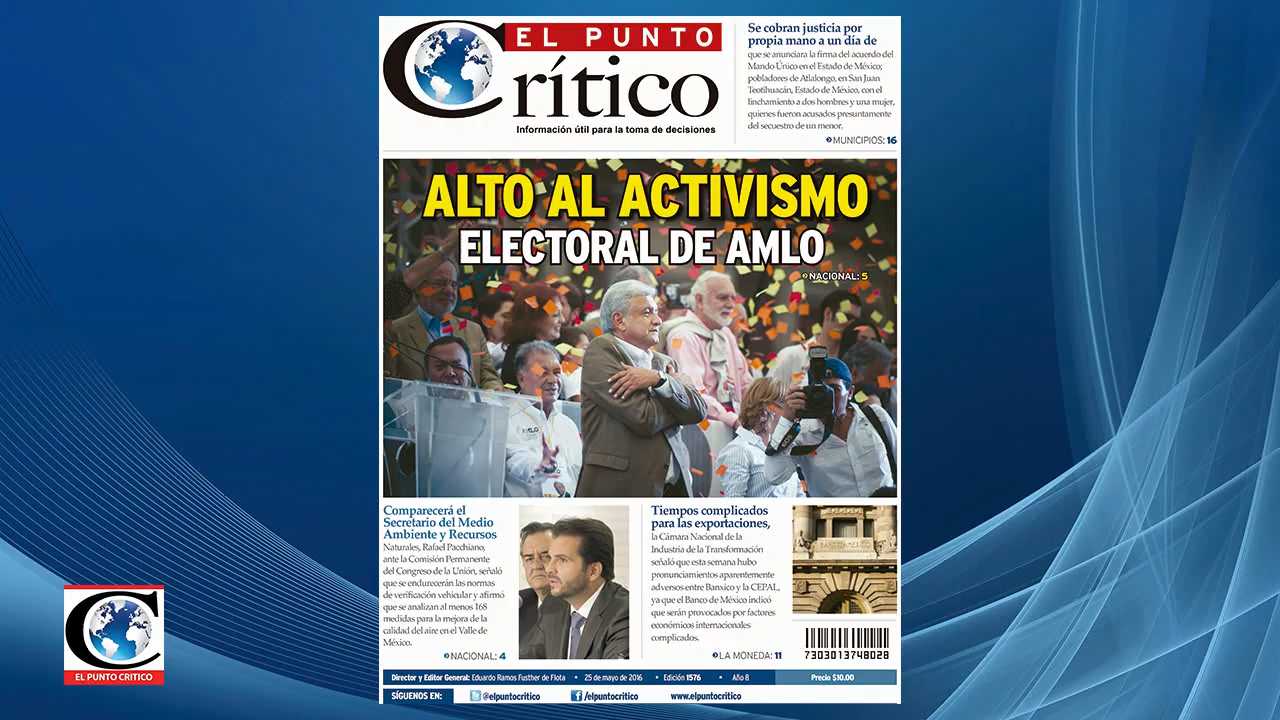 EL PUNTO
Crítico
Información útil para la toma de decisiones
Se cobran justicia por
propia mano a un día de
que se anunciara la firma del acuerdo del
Mando Único en el Estado de México;
pobladores de Atlalongo, en San Juan
Teotihuacán, Estado de México, con el
linchamiento a dos hombres y una mujer,
quienes fueron acusados presuntamente
del secuestro de un menor.
MUNICIPIOS: 16
ALTO AL ACTIVISMO
ELECTORAL DE AMLO
NACIONAL: 5
Comparecerá el
Secretario del Medio
Ambiente y Recursos
Naturales, Rafael Pacchiano,
ante la Comisión Permanente
del Congreso de la Unión, señaló
que se endurecerán las normas
de verificación vehicular y afirmó
que se analizan al menos 168
medidas para la mejora de la
calidad del aire en el Valle de
México.
NACIONAL: 4
Tiempos complicados
para las exportaciones,
la Cámara Nacional de la
Industria de la Transformación
señaló que esta semana hubo
pronunciamientos aparentemente
adversos entre Banxico y la CEPAL,
ya que el Banco de México indicó
que serán provocados por factores
económicos internacionales
complicados.
LA MONEDA: 11
BANCO DE MEXICO
7303013748028
Director y Editor General: Eduardo Ramos Fusther de Flota • 25 de mayo de 2016 • Edición 1576 • Año 8 Precio $10.00
SÍGUENOS EN: @elpuntocritico /elpuntocritico www.elpuntocritico.com
C
EL PUNTO CRITICO